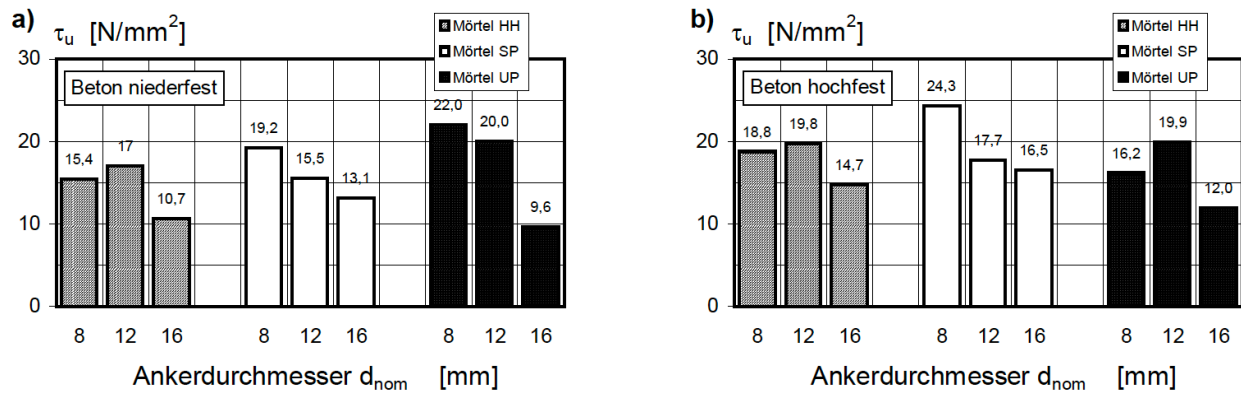 a)
τu [N/mm²]
Mörtel HH
Mörtel SP
Mörtel UP
Beton niederfest
30
20
10
0
15,4
17
10,7
19,2
15,5
13,1
22,0
20,0
9,6
8 12 16 8 12 16 8 12 16
Ankerdurchmesser dnom [mm]
b)
τu [N/mm²]
Mörtel HH
Mörtel SP
Mörtel UP
Beton hochfest
30
20
10
0
18,8
19,8
14,7
24,3
17,7
16,5
16,2
19,9
12,0
8 12 16 8 12 16 8 12 16
Ankerdurchmesser dnom [mm]